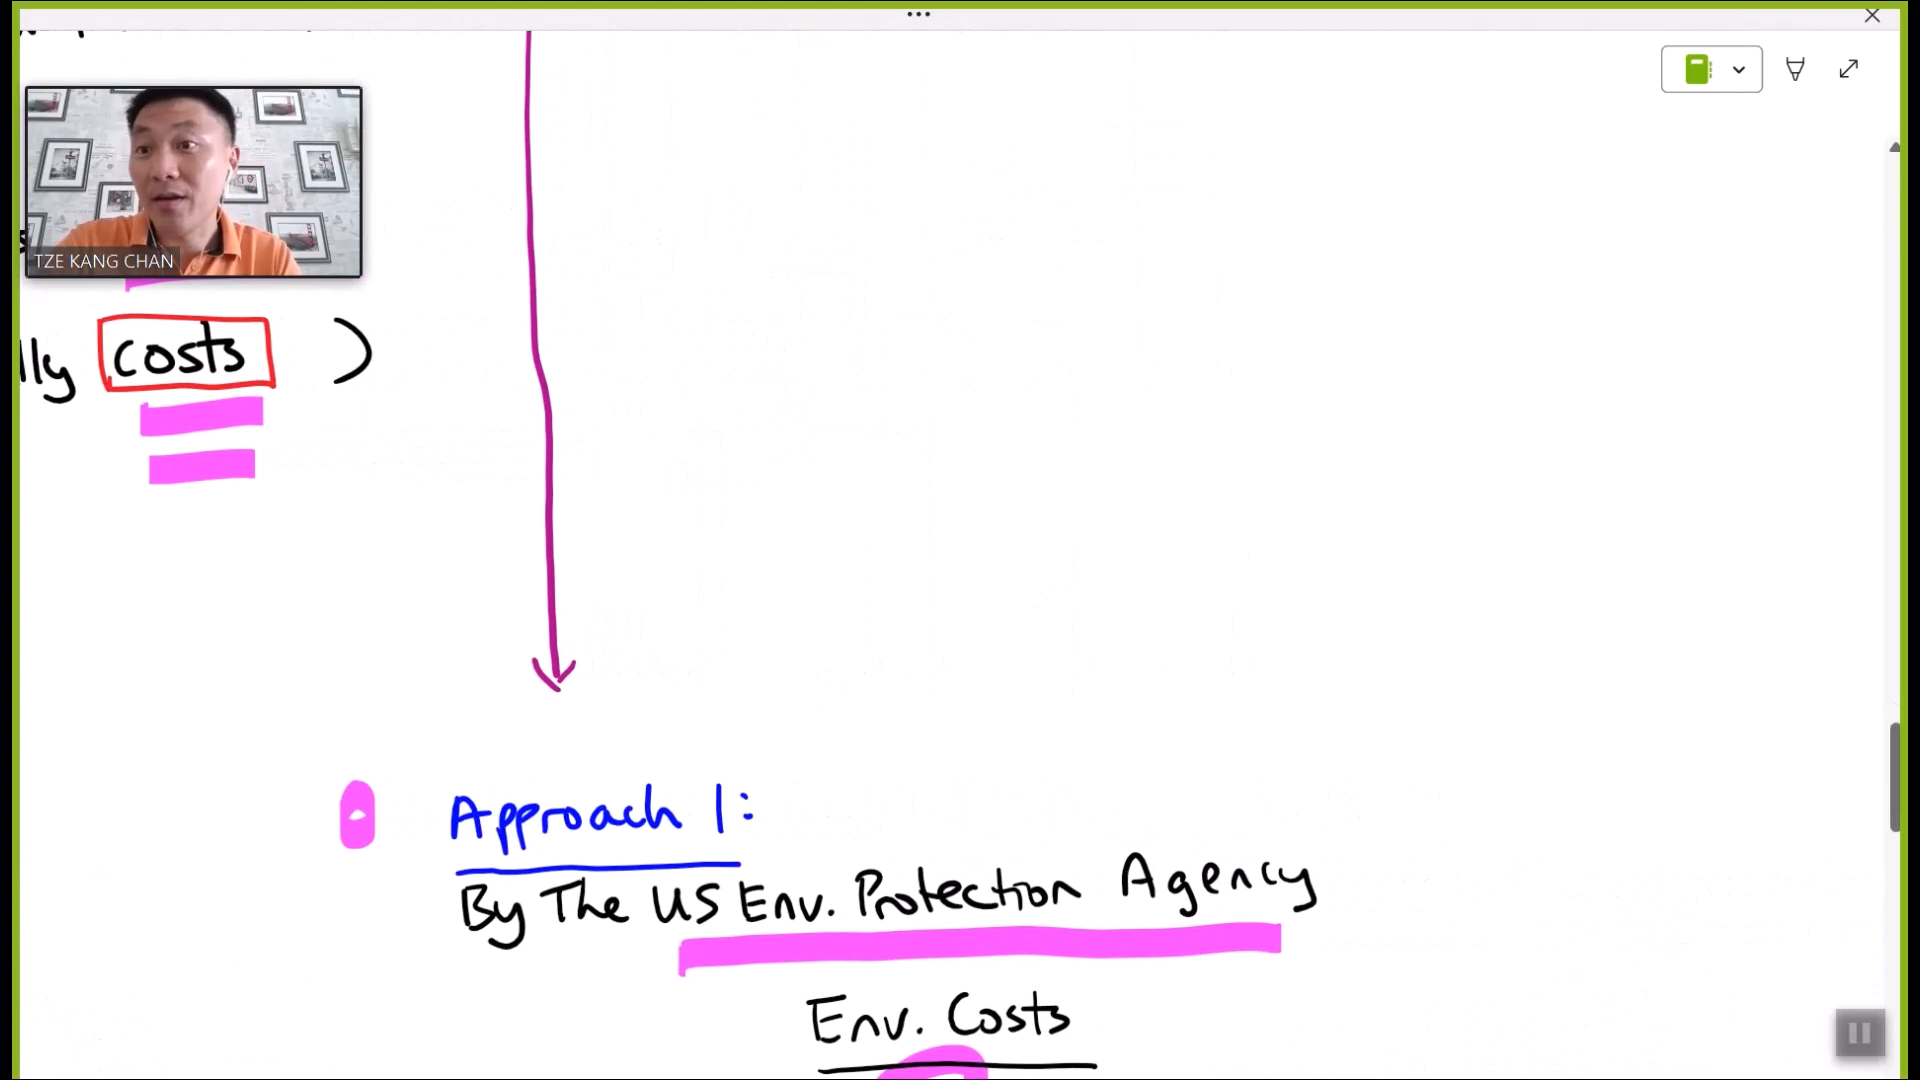 TZE KANG CHAN
lly costs )
Approach 1:
By The US Env. Protection Agency
Env. Costs